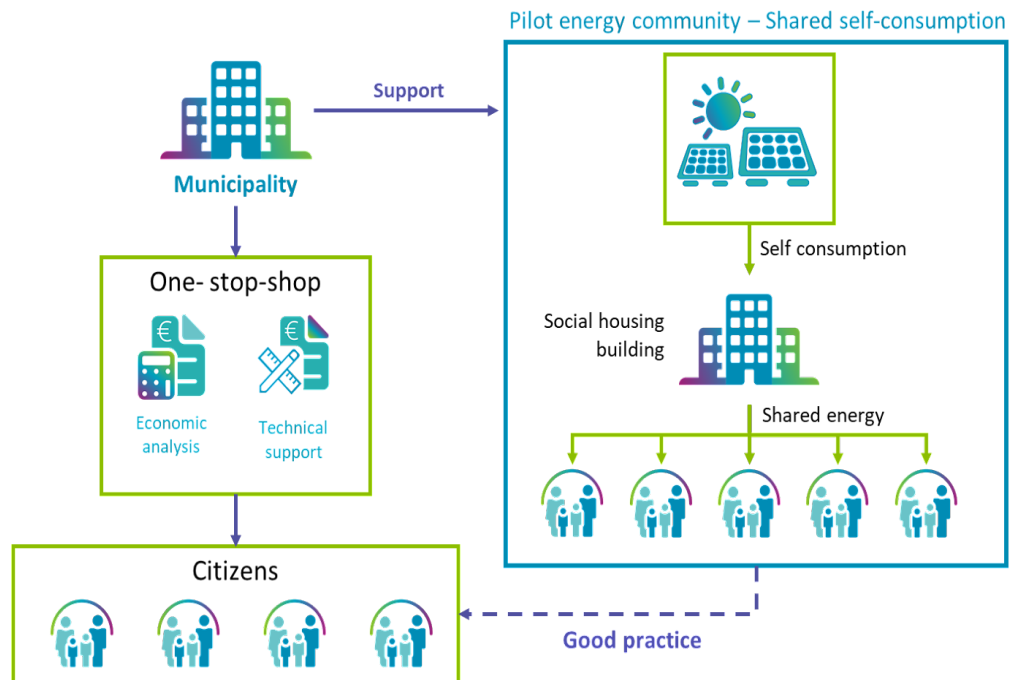 Pilot energy community – Shared self-consumption
Support
Municipality
Self consumption
One- stop-shop
€
€
Economic
analysis
Technical
support
Social housing
building
Shared energy
Citizens
Good practice